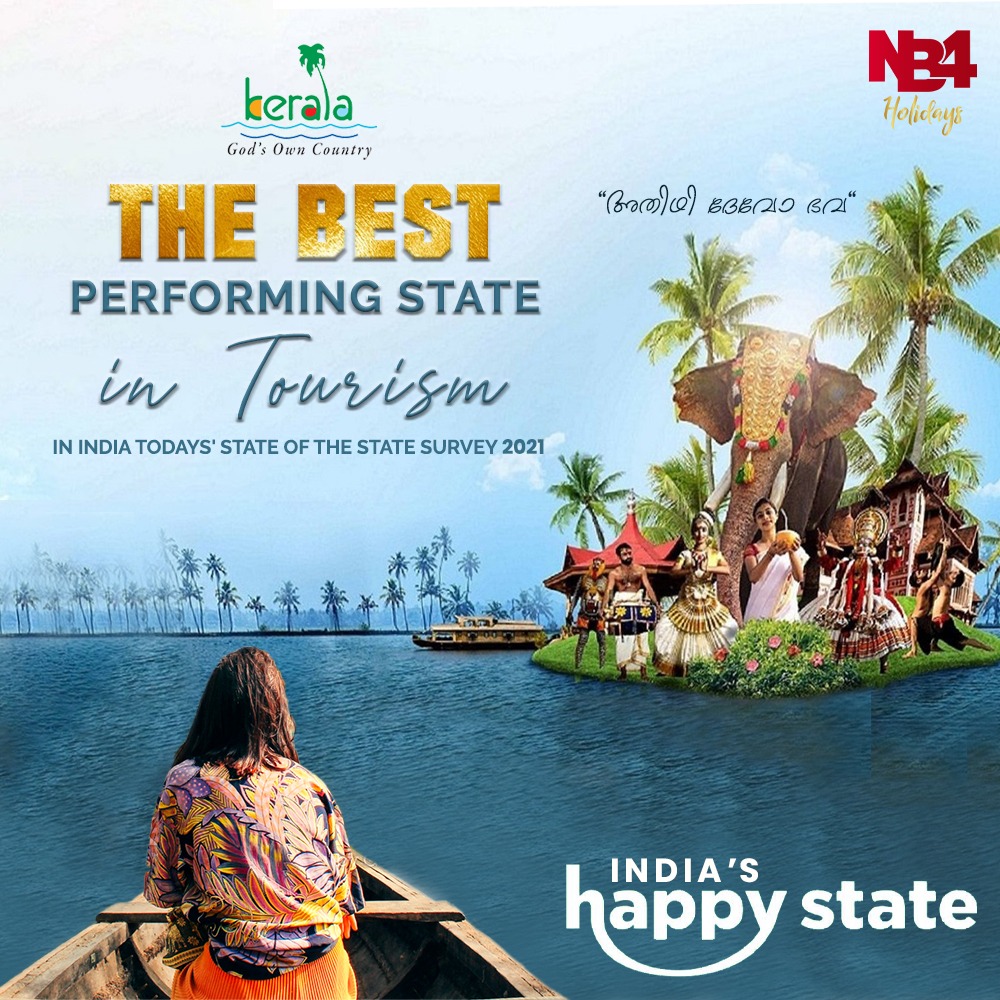 kerala
God's Own Country
NB4
Holidays
THE BEST
PERFORMING STATE
in Tourism
IN INDIA TODAYS' STATE OF THE STATE SURVEY 2021
“അതിഥി ദേവോ ഭവ“
INDIA'S
happy state